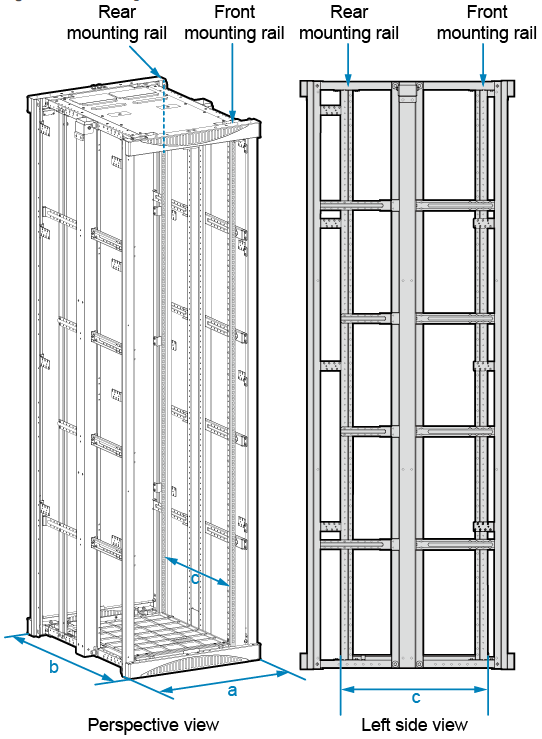 Rear
mounting rail
Front
mounting rail
Rear
mounting rail
Front
mounting rail
c
b
a
c
Perspective view
Left side view